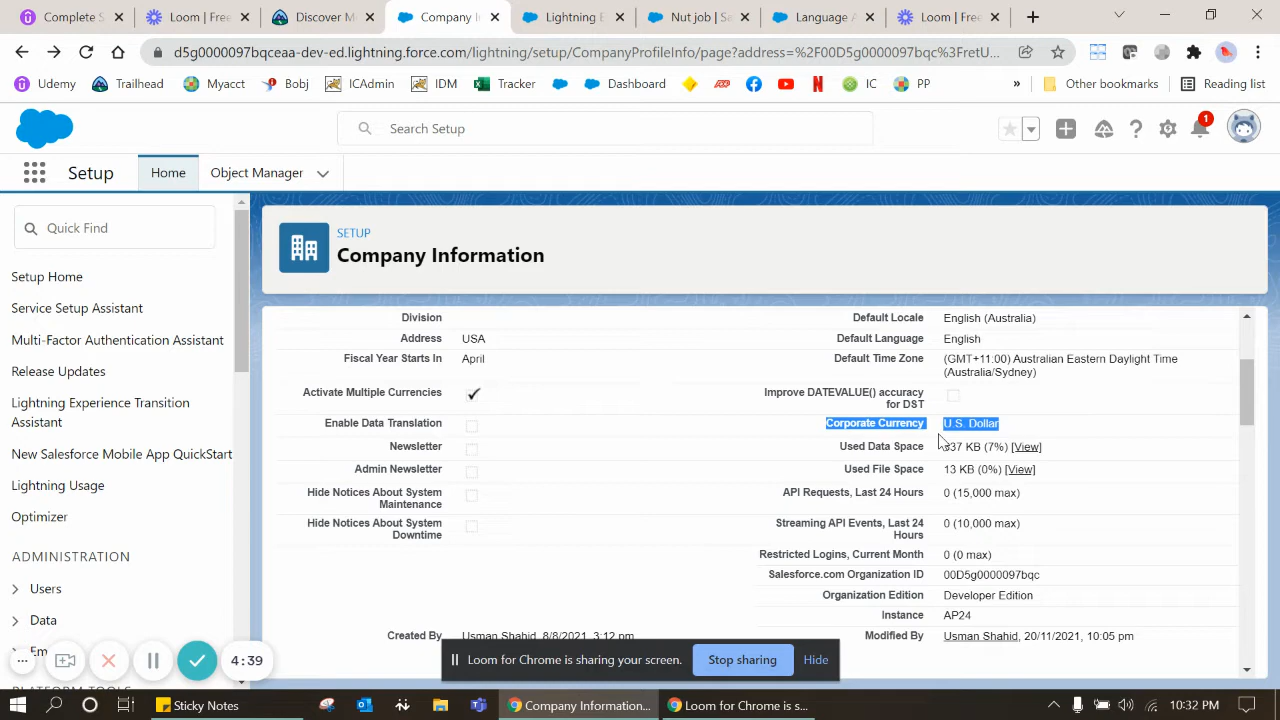 Complete S
Loom | Free
Discover M
Company In
Lightning E
Nut job | Sa
Language A
Loom | Free
d5g0000097bqceaa-dev-ed.lightning.force.com/lightning/setup/CompanyProfileInfo/page?address=%2F00D5g0000097bqc%3FretU...
Udemy
Trailhead
Myacct
Bobj
ICAdmin
IDM
Tracker
Dashboard
IC
PP
»
Other bookmarks
Reading list
Search Setup
1
Setup
Home
Object Manager
Quick Find
SETUP
Company Information
Setup Home
Service Setup Assistant
Multi-Factor Authentication Assistant
Release Updates
Lightning Experience Transition
Assistant
New Salesforce Mobile App QuickStart
Lightning Usage
Optimizer
ADMINISTRATION
Users
Data
Em
PLATFORM TOOLS
Division
Default Locale English (Australia)
Address USA
Default Language English
Fiscal Year Starts In April
Default Time Zone (GMT+11:00) Australian Eastern Daylight Time
(Australia/Sydney)
Activate Multiple Currencies
Improve DATEVALUE() accuracy
for DST
Enable Data Translation
Corporate Currency U.S. Dollar
Newsletter
Used Data Space 337 KB (7%) [View]
Admin Newsletter
Used File Space 13 KB (0%) [View]
Hide Notices About System
Maintenance
API Requests, Last 24 Hours 0 (15,000 max)
Hide Notices About System
Downtime
Streaming API Events, Last 24
Hours 0 (10,000 max)
Restricted Logins, Current Month 0 (0 max)
Salesforce.com Organization ID 00D5g0000097bqc
Organization Edition Developer Edition
Instance AP24
Created By Usman Shahid, 8/8/2021, 3:12 pm
Modified By Usman Shahid, 20/11/2021, 10:05 pm
4:39
Loom for Chrome is sharing your screen.
Stop sharing
Hide
Sticky Notes
Company Information...
Loom for Chrome is s...
10:32 PM